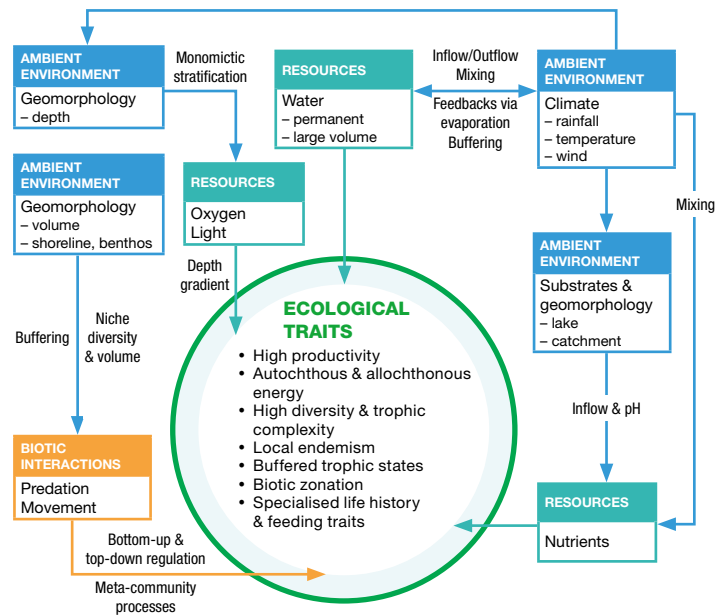 AMBIENT
ENVIRONMENT
Geomorphology
– depth
Monomictic
stratification
RESOURCES
Water
– permanent
– large volume
Inflow/Outflow
Mixing
Feedbacks via
evaporation
Buffering
AMBIENT
ENVIRONMENT
Climate
– rainfall
– temperature
– wind
AMBIENT
ENVIRONMENT
Geomorphology
– volume
– shoreline, benthos
RESOURCES
Oxygen
Light
Mixing
Depth
gradient
AMBIENT
ENVIRONMENT
Substrates &
geomorphology
– lake
– catchment
Buffering
Niche
diversity
& volume
ECOLOGICAL
TRAITS
• High productivity
• Autochthous & allochthonous
energy
• High diversity & trophic
complexity
• Local endemism
• Buffered trophic states
• Biotic zonation
• Specialised life history
& feeding traits
Inflow & pH
BIOTIC
INTERACTIONS
Predation
Movement
RESOURCES
Nutrients
Bottom-up &
top-down regulation
Meta-community
processes